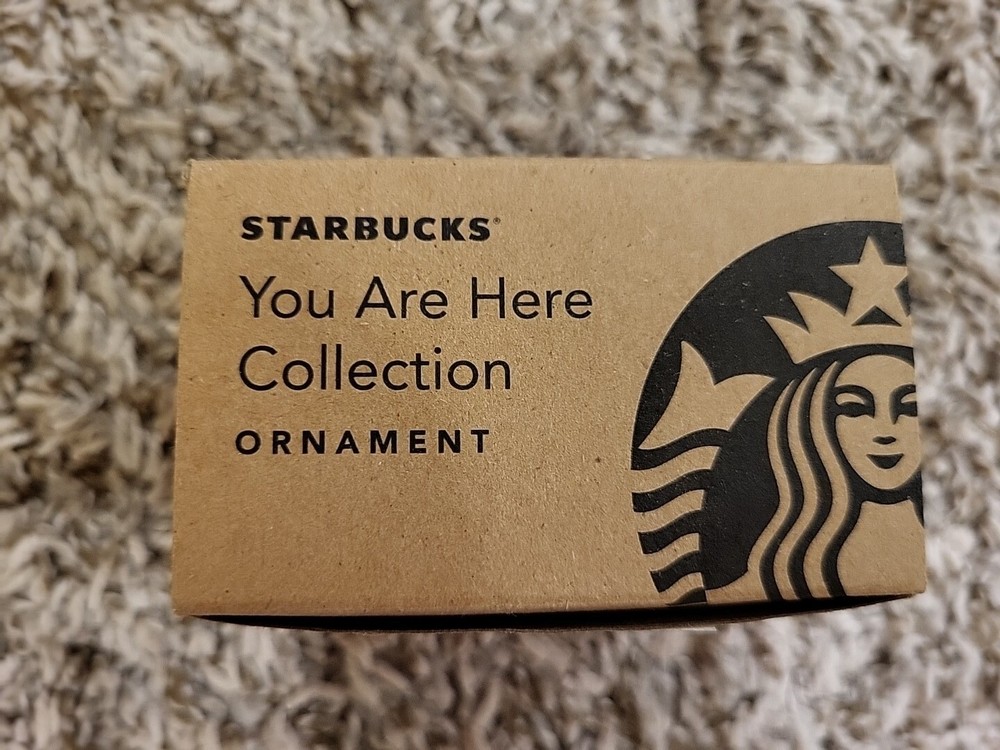 STARBUCKS®
You Are Here
Collection
ORNAMENT